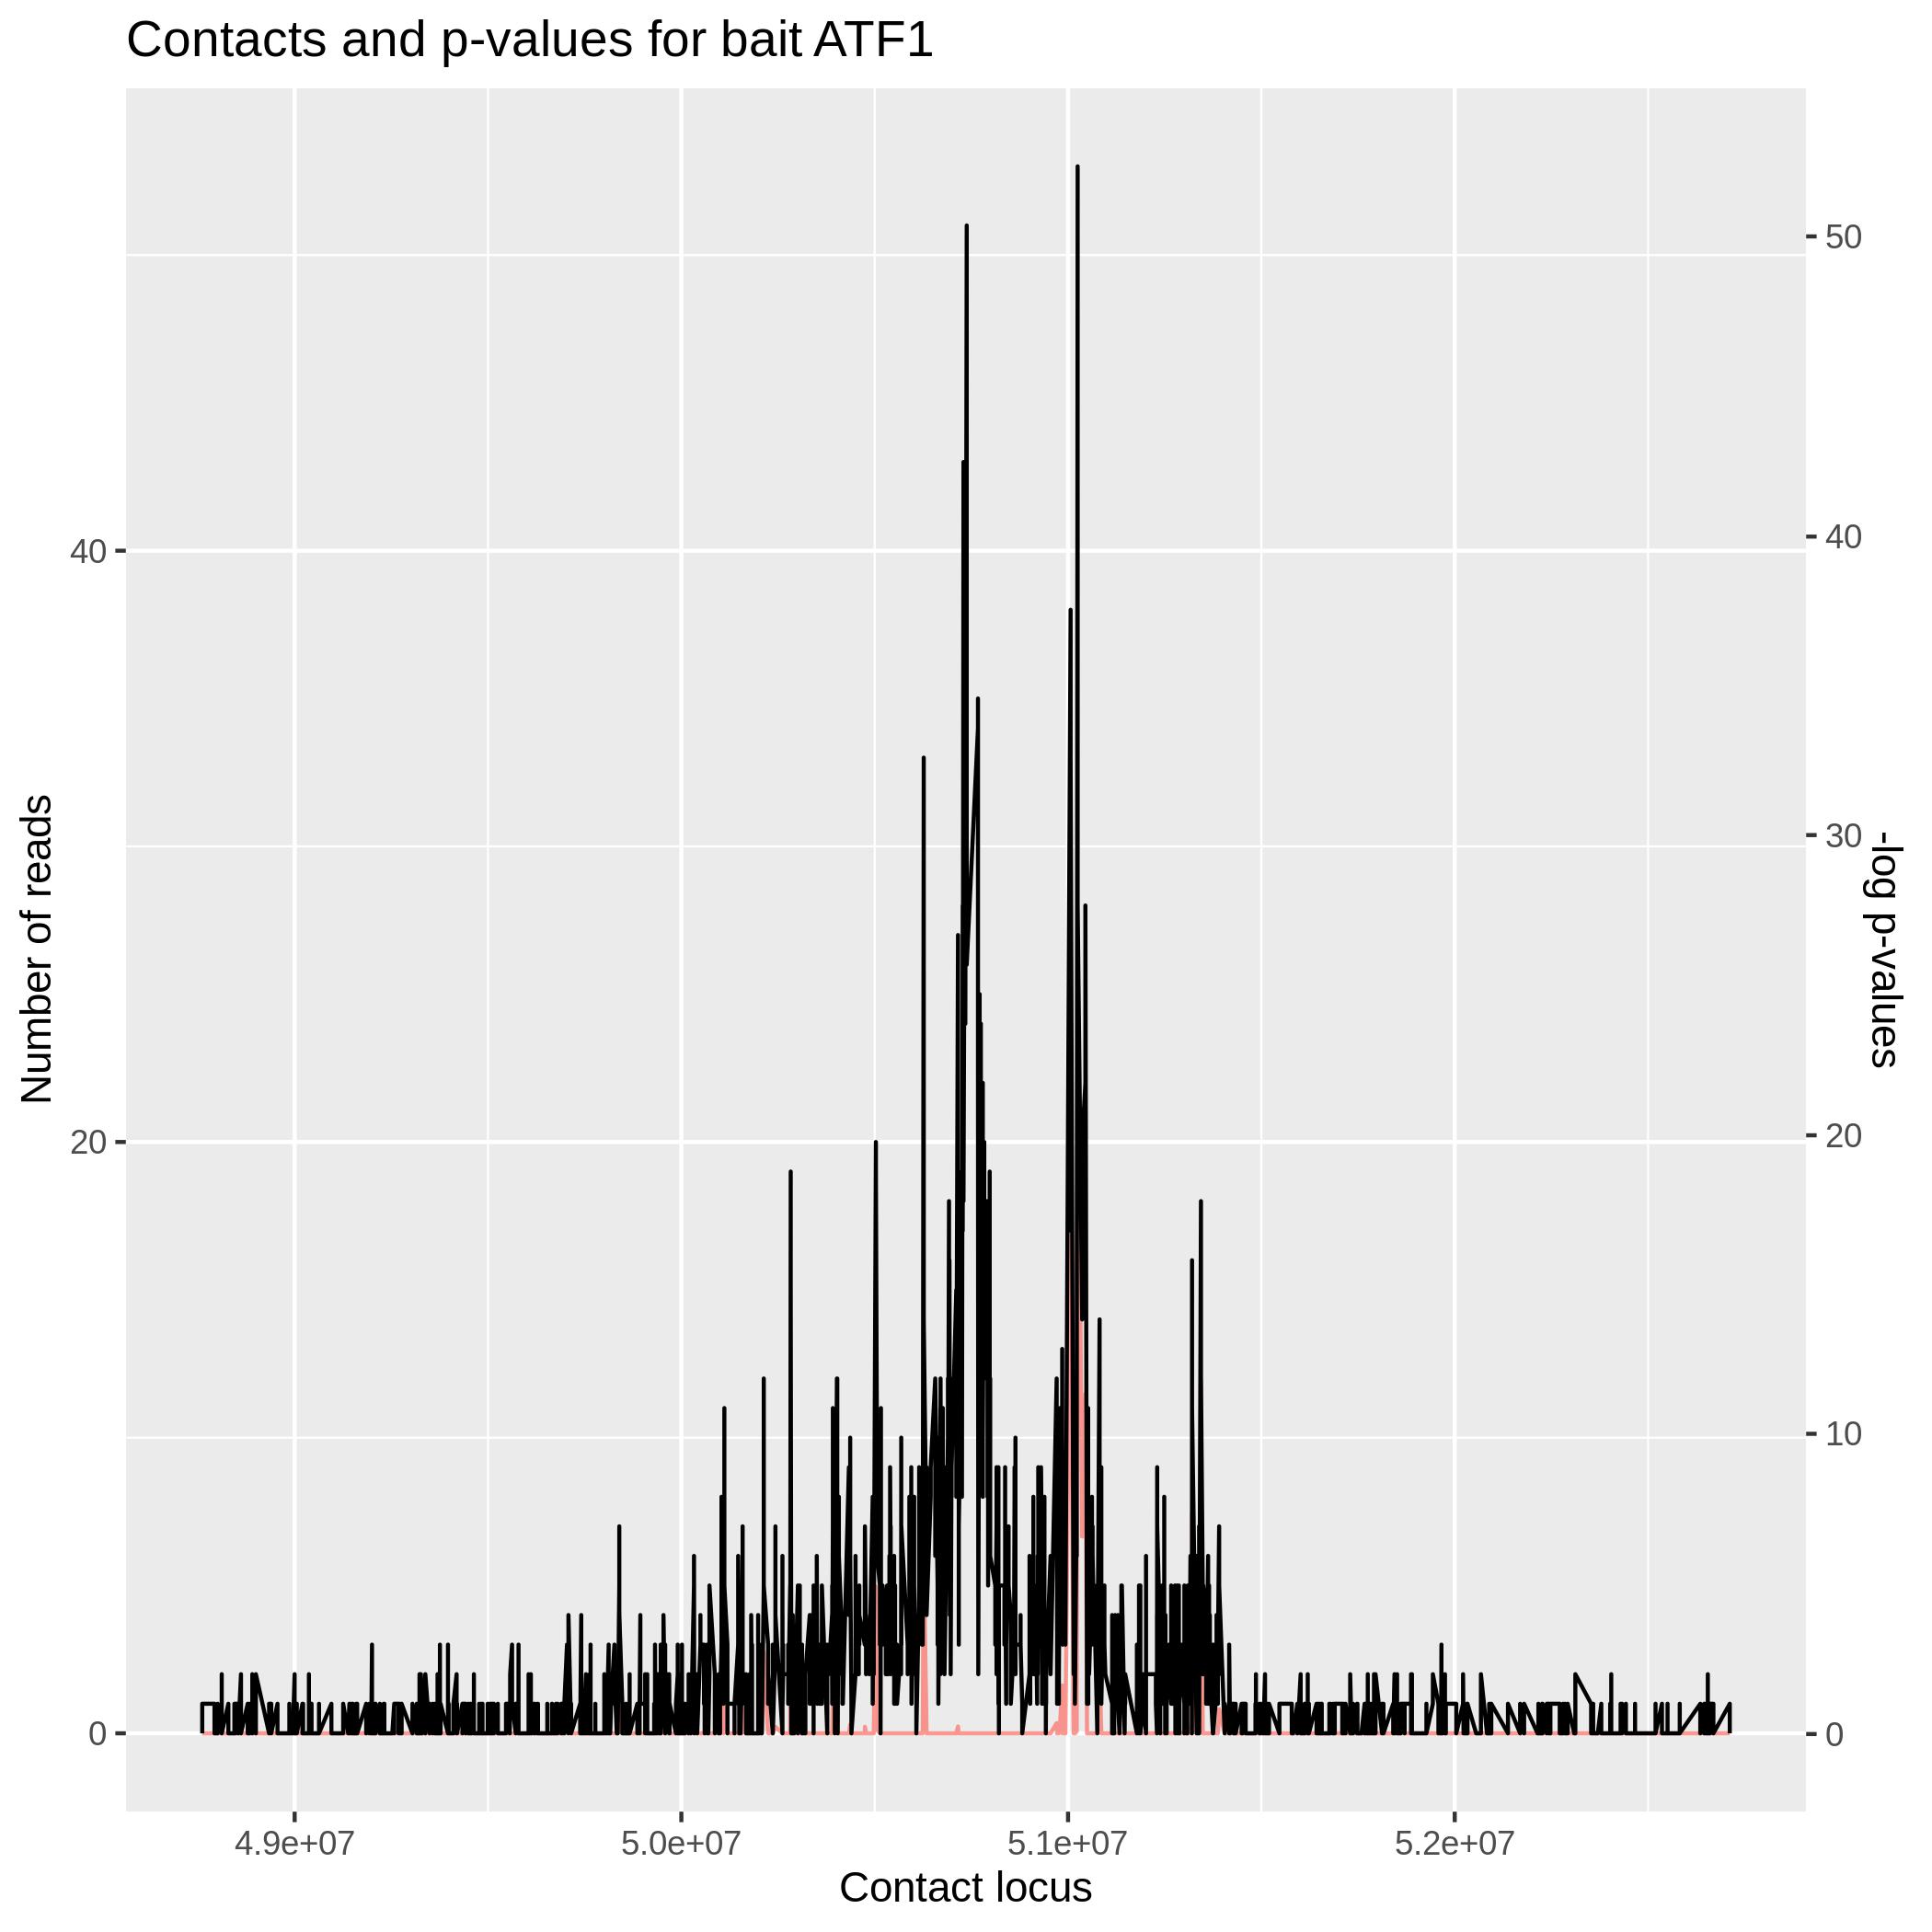 Contacts and p-values for bait ATF1
Number of reads
40
20
0
50
40
30
20
10
0
-log p-values
4.9e+07
5.0e+07
5.1e+07
5.2e+07
Contact locus